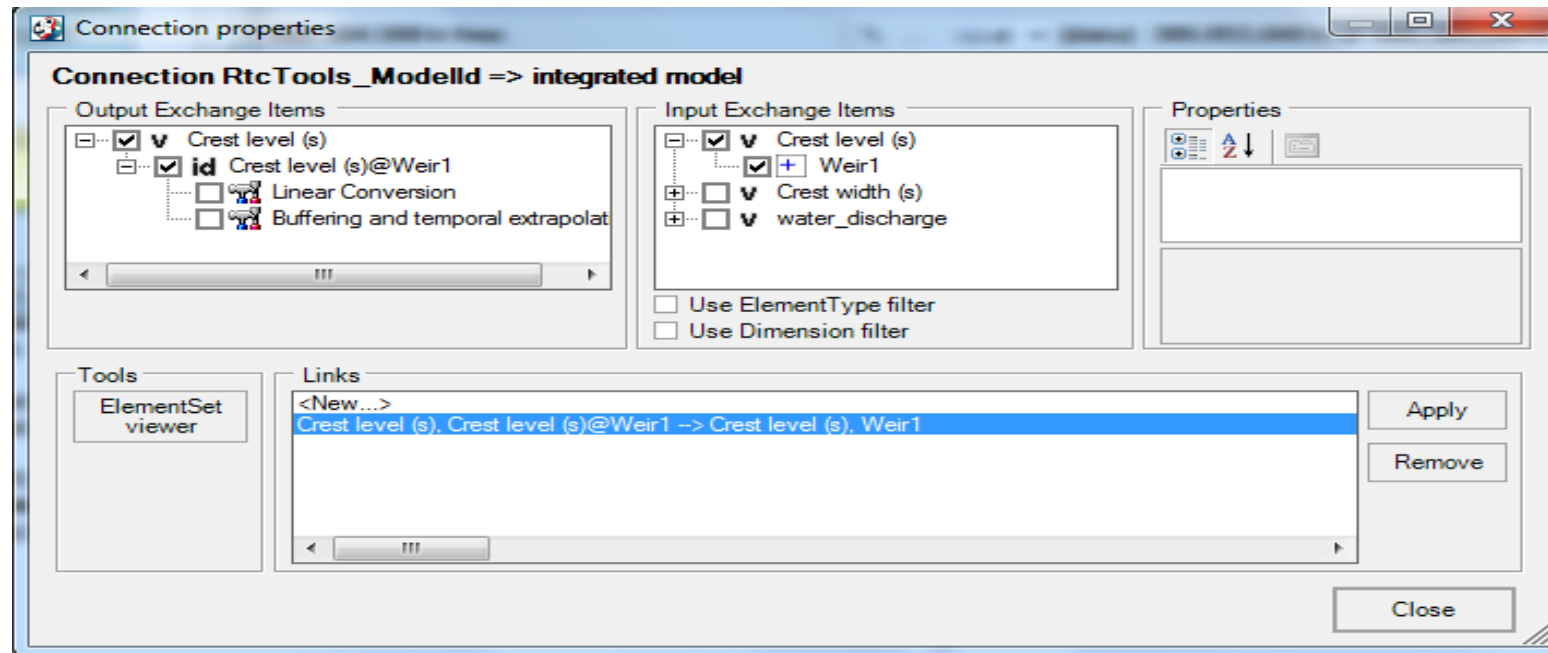 Connection properties
Connection RtcTools_ModelId => integrated model
Output Exchange Items
Crest level (s)
id Crest level (s)@Weir1
Linear Conversion
Buffering and temporal extrapolati
Input Exchange Items
Crest level (s)
Weir1
Crest width (s)
water_discharge
Use ElementType filter
Use Dimension filter
Properties
Tools
ElementSet
viewer
Links
<New...>
Crest level (s), Crest level (s)@Weir1 --> Crest level (s), Weir1
Apply
Remove
Close